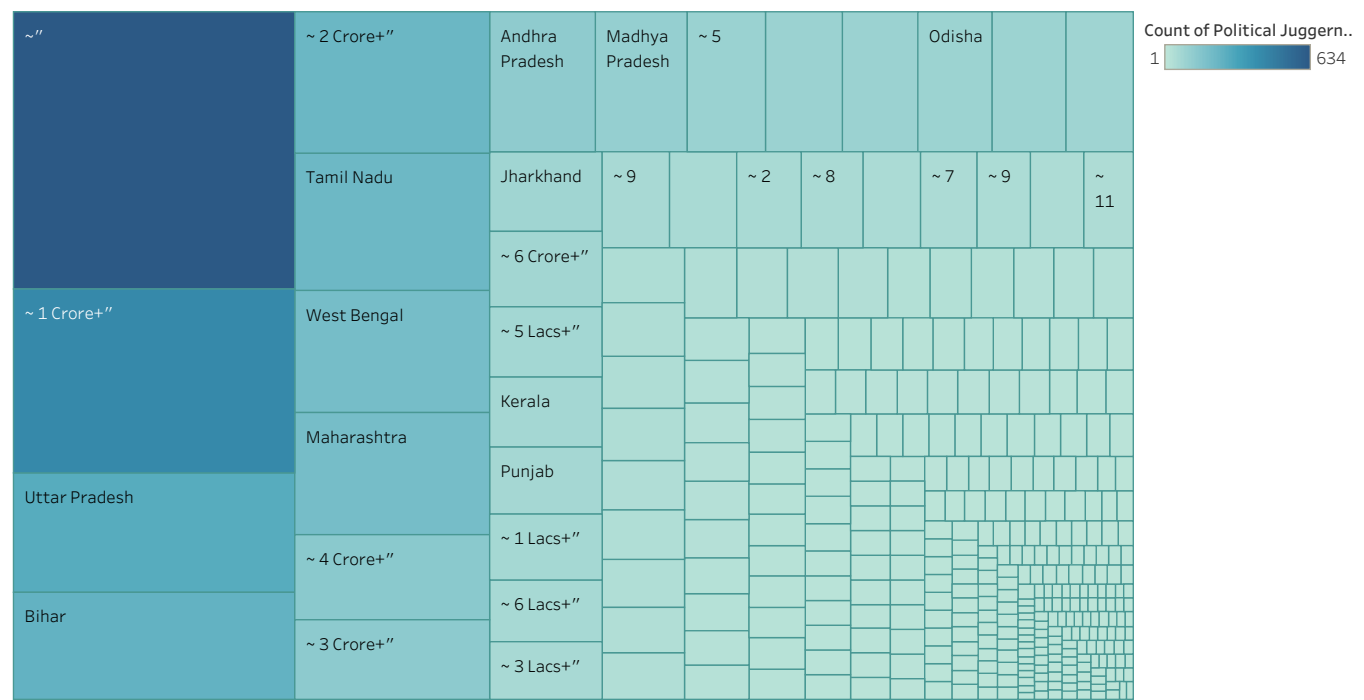 ~”
~ 2 Crore+”
Andhra
Pradesh
Madhya
Pradesh
~ 5
Odisha
Count of Political Juggern..
1
634
Tamil Nadu
Jharkhand
~ 9
~ 2
~ 8
~ 7
~ 9
~
11
~ 6 Crore+”
~ 1 Crore+”
West Bengal
~ 5 Lacs+”
Kerala
Maharashtra
Punjab
Uttar Pradesh
~ 1 Lacs+”
~ 4 Crore+”
~ 6 Lacs+”
Bihar
~ 3 Crore+”
~ 3 Lacs+”